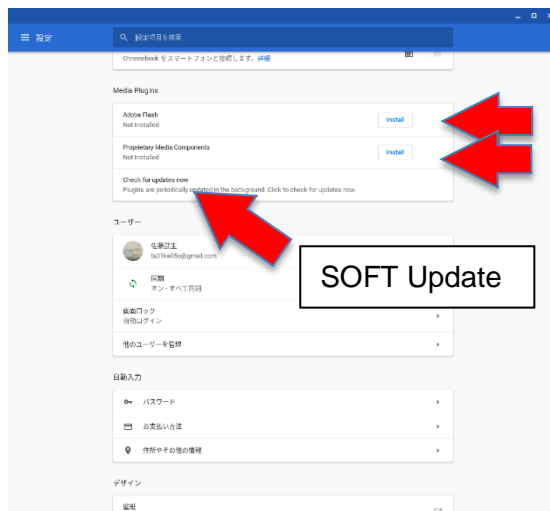 設定
設定項目を検索
Chromebook をスマートフォンと接続します。詳細
Media Plugins
Adobe Flash
Not Installed
Install
Proprietary Media Components
Not Installed
Install
Check for updates now
Plugins are periodically updated in the background. Click to check for updates now.
ユーザー
佐藤武生
SOFT Update
同期
オン - すべて同期
画面ロック
自動ログイン
他のユーザーを管理
自動入力
パスワード
お支払い方法
住所やその他の情報
デザイン
壁紙